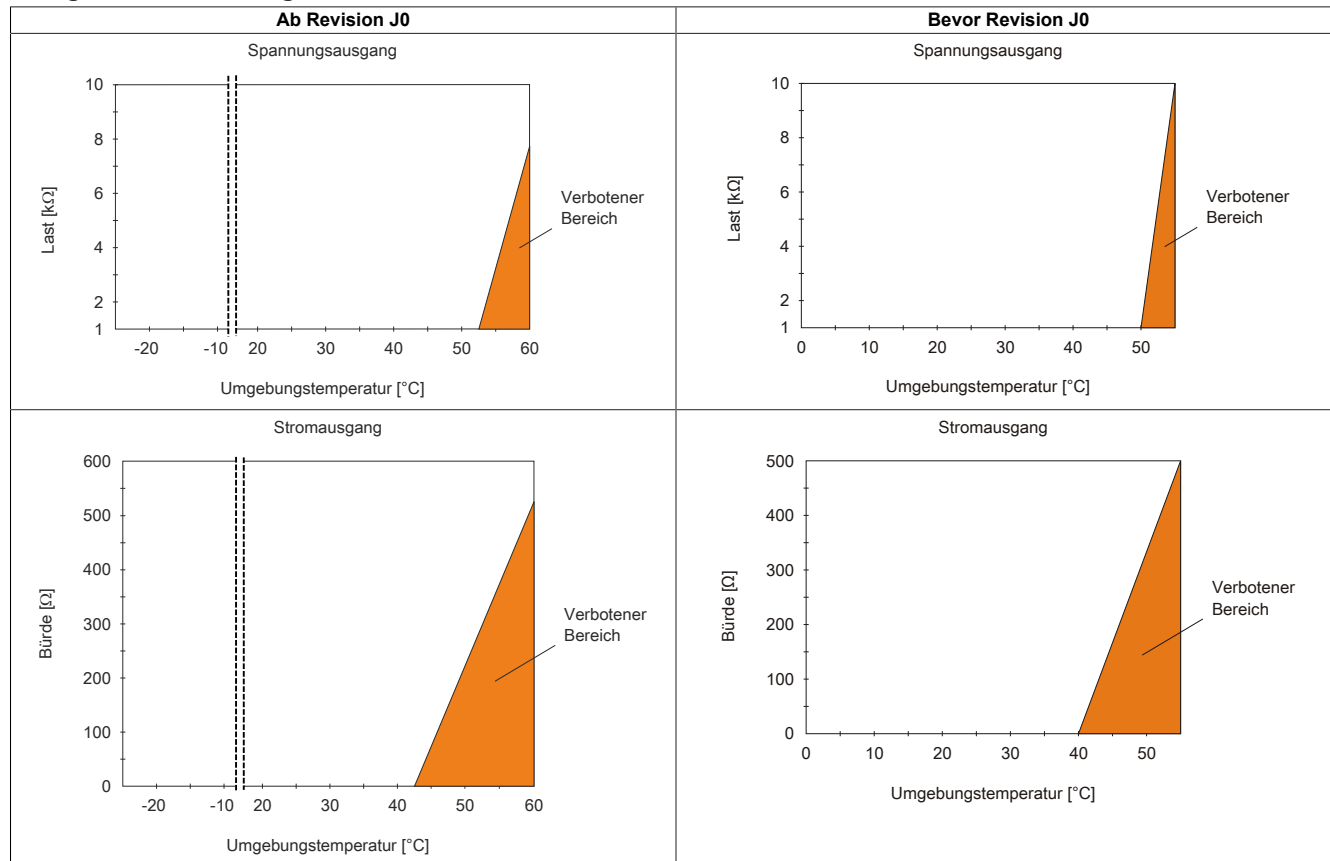 Ab Revision J0
Bevor Revision J0
Spannungsausgang
10
8
6
4
2
1
Last [kΩ]
-20 -10 20 30 40 50 60
Umgebungstemperatur [°C]
Verbotener
Bereich
Spannungsausgang
10
8
6
4
2
1
Last [kΩ]
0 10 20 30 40 50
Umgebungstemperatur [°C]
Verbotener
Bereich
Stromausgang
600
500
400
300
200
100
0
Bürde [Ω]
-20 -10 20 30 40 50 60
Umgebungstemperatur [°C]
Verbotener
Bereich
Stromausgang
500
400
300
200
100
0
Bürde [Ω]
0 10 20 30 40 50
Umgebungstemperatur [°C]
Verbotener
Bereich